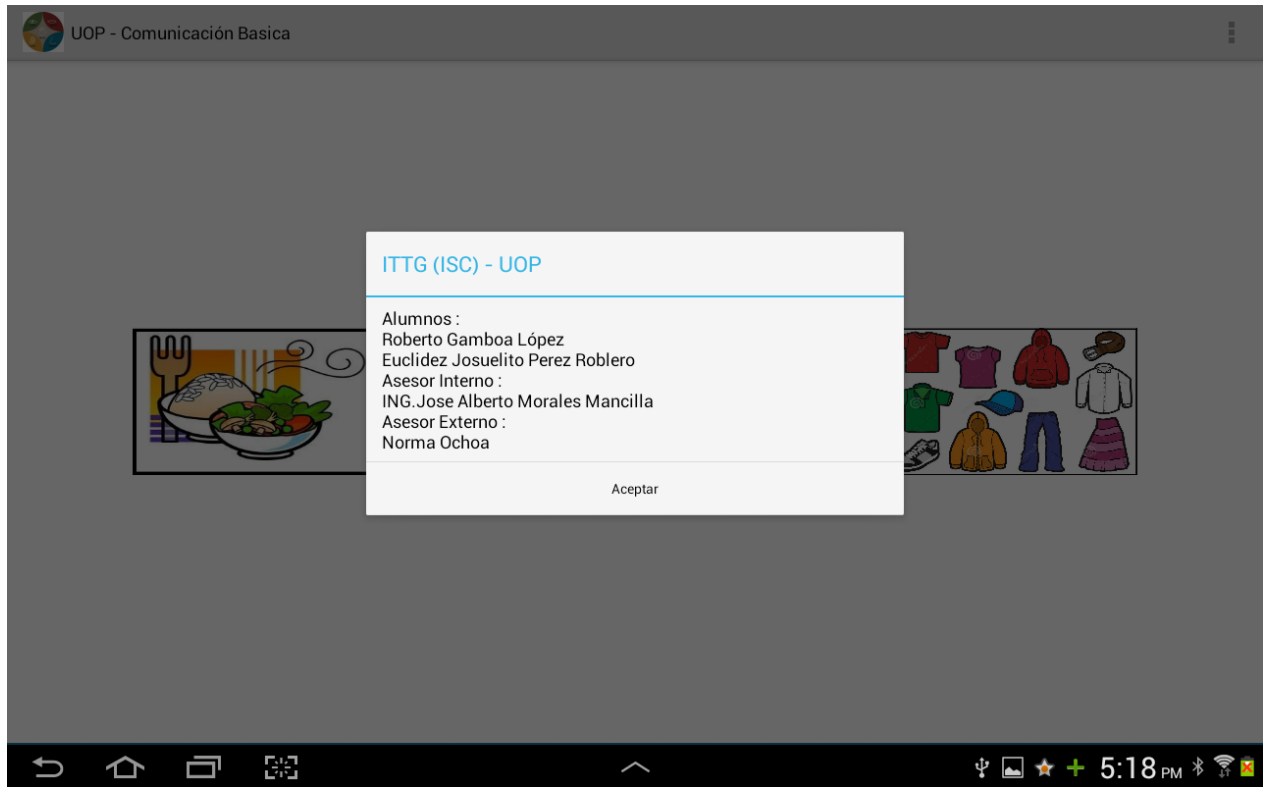 UOP - Comunicación Basica
ITTG (ISC) - UOP
Alumnos :
Roberto Gamboa López
Euclidez Josuelito Perez Roblero
Asesor Interno :
ING.Jose Alberto Morales Mancilla
Asesor Externo :
Norma Ochoa
Aceptar
5:18 PM